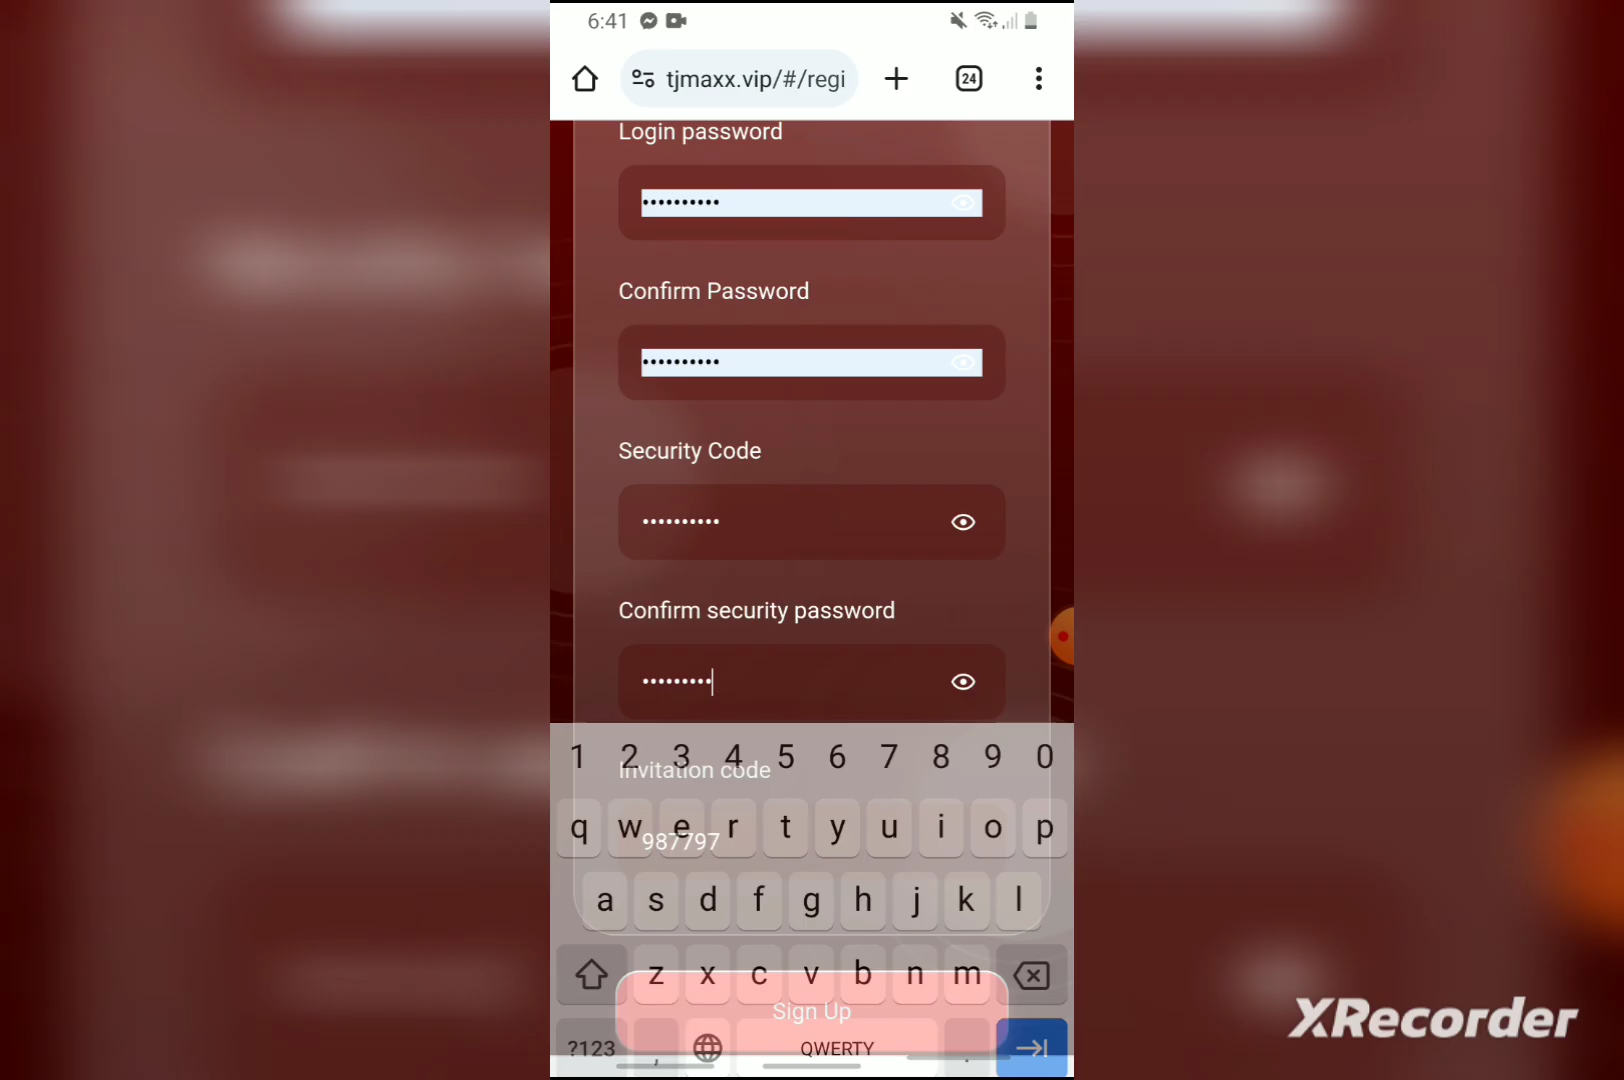 6:41
tjmaxx.vip/#/regi
24
Login password
••••••••••
Confirm Password
••••••••••
Security Code
••••••••••
Confirm security password
•••••••••
1 2 3 4 5 6 7 8 9 0
Invitation code
q w e r t y u i o p
987797
a s d f g h j k l
z x c v b n m
Sign Up
?123 , QWERTY .
XRecorder